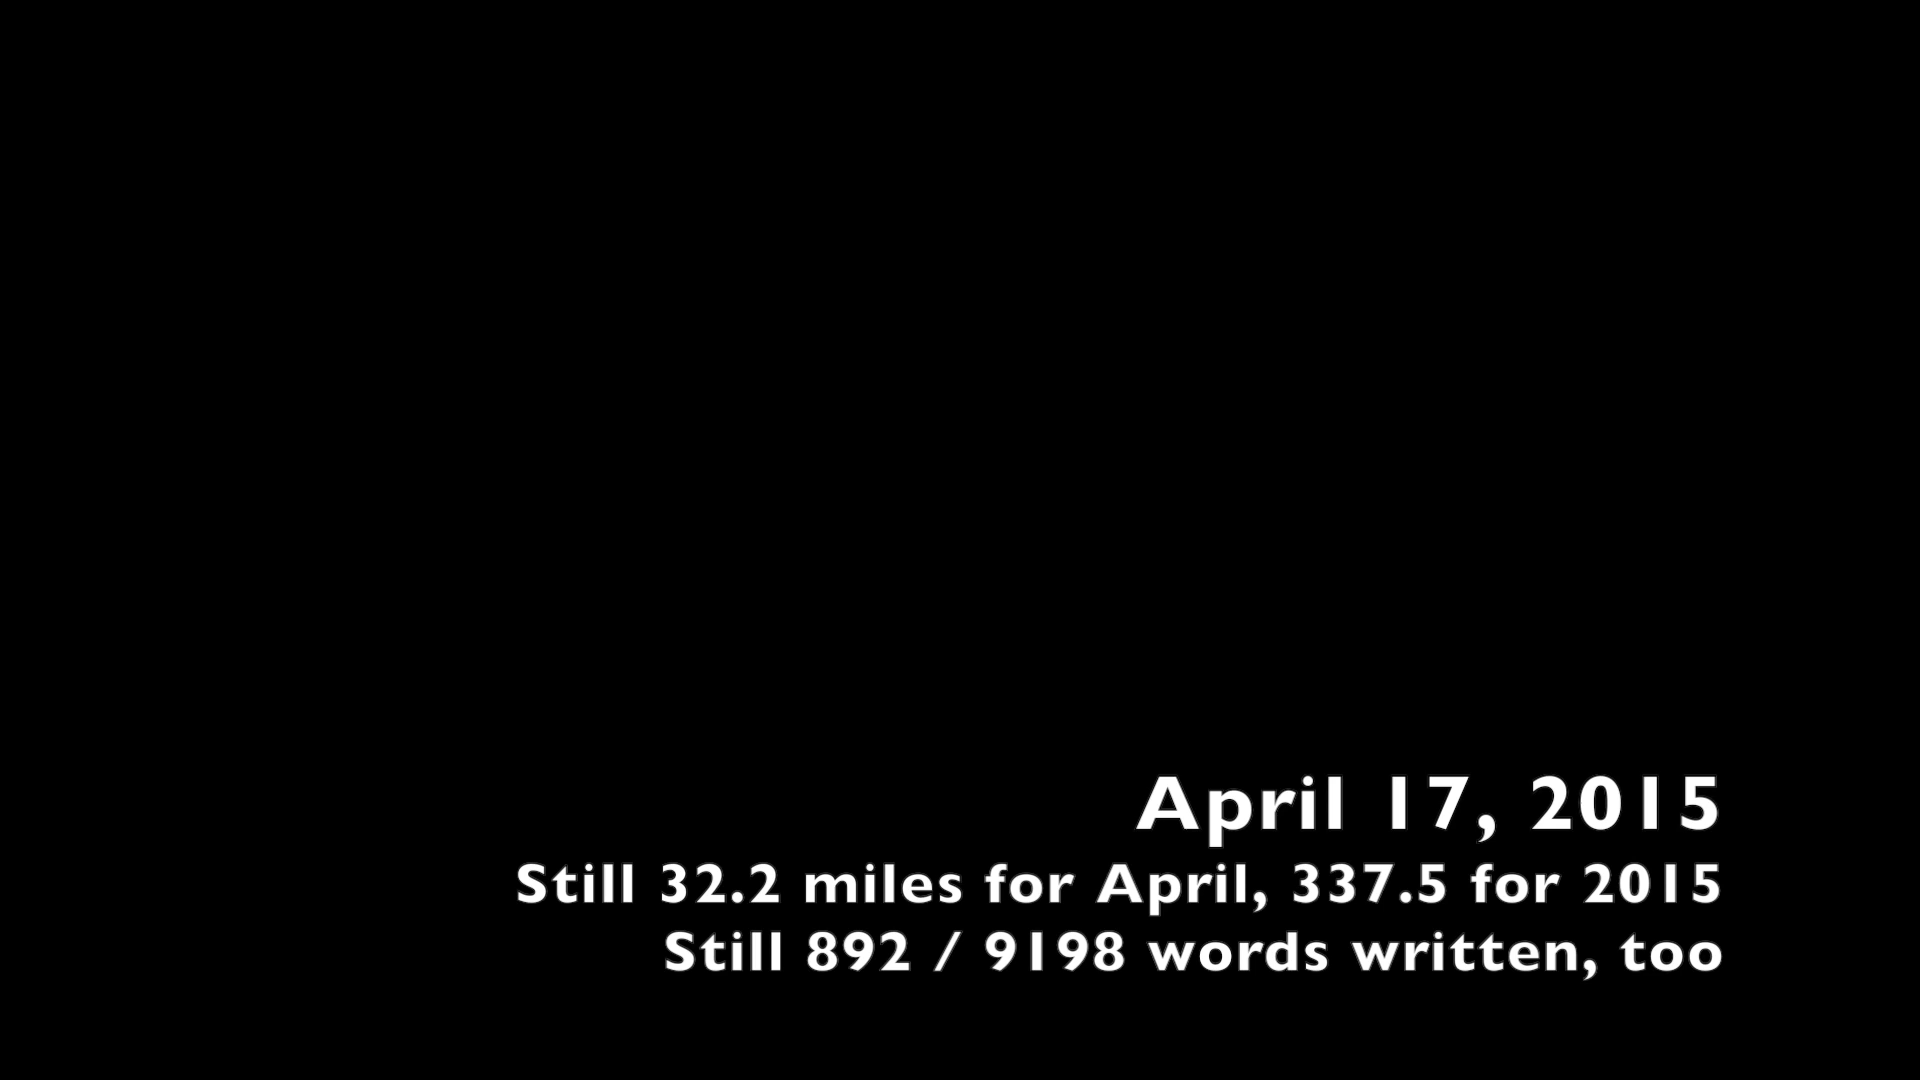 April 17, 2015
Still 32.2 miles for April, 337.5 for 2015
Still 892 / 9198 words written, too